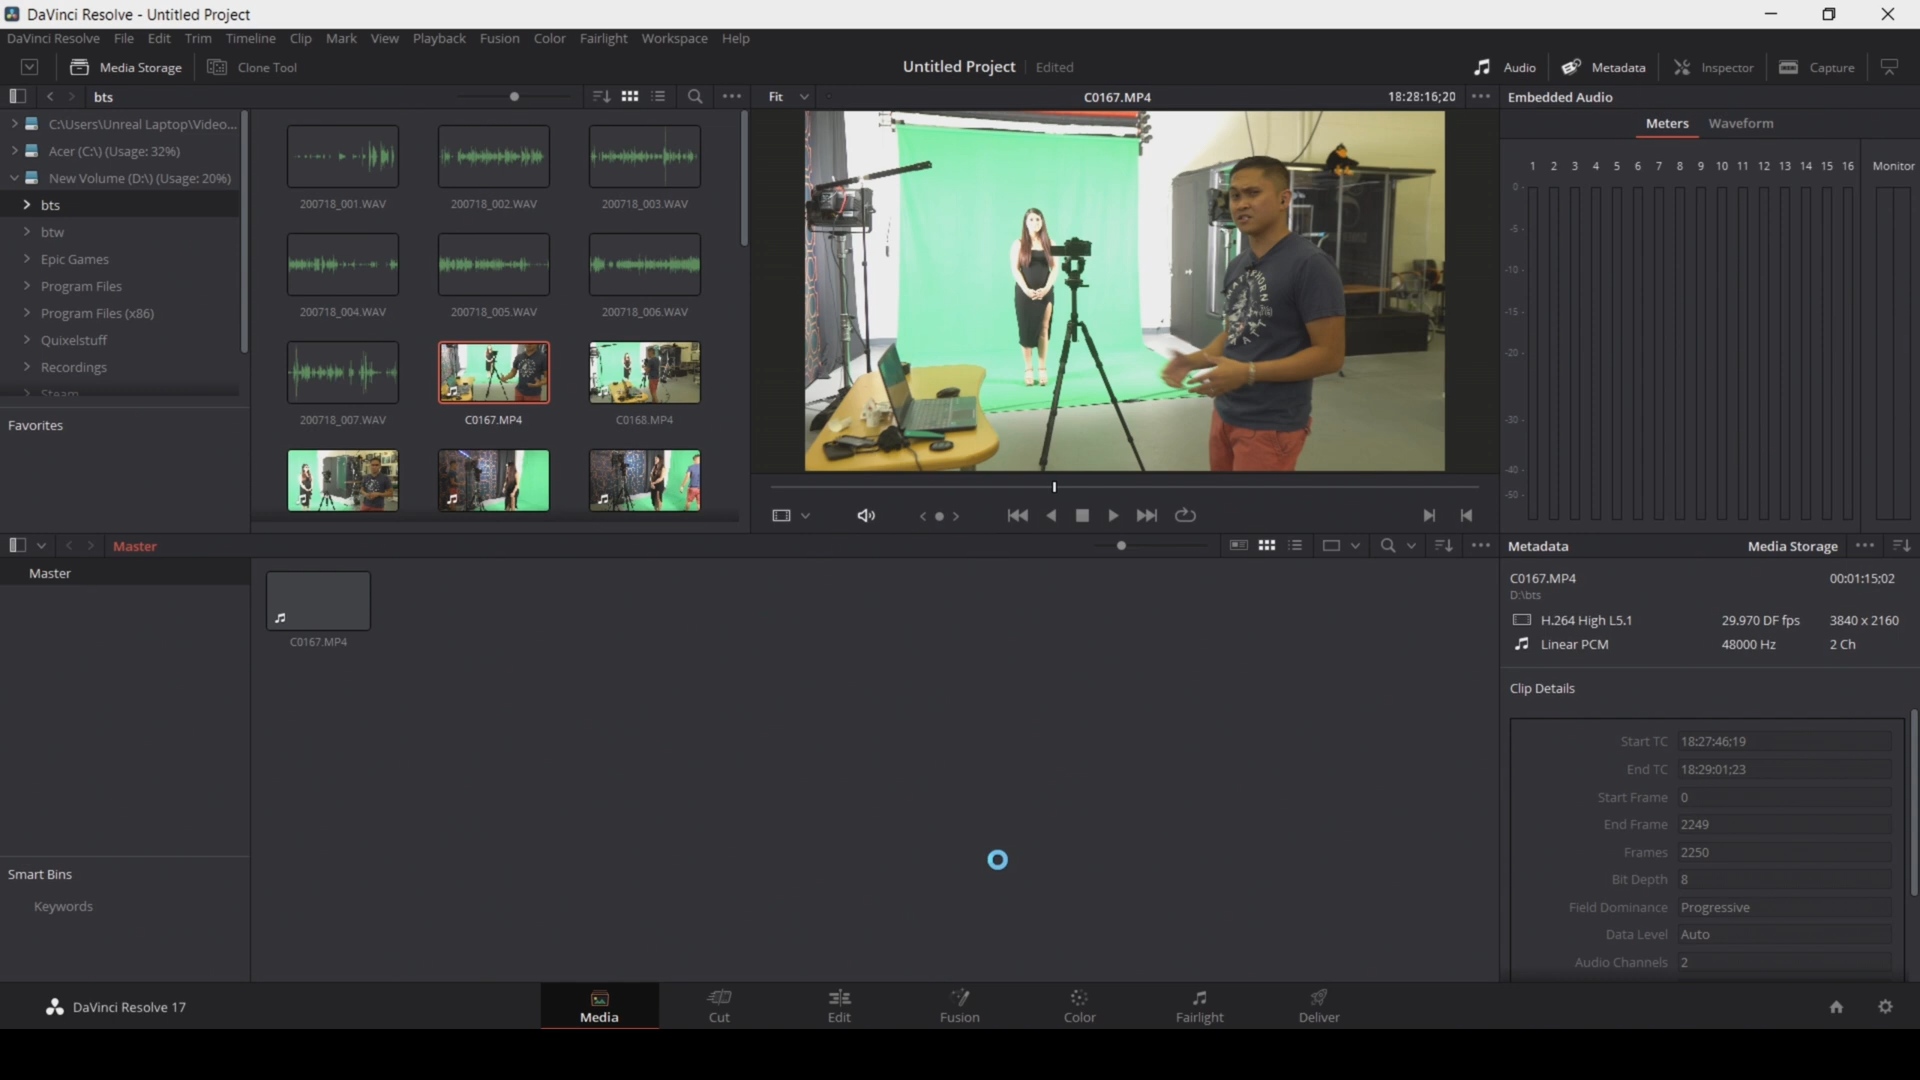 DaVinci Resolve - Untitled Project
DaVinci Resolve File Edit Trim Timeline Clip Mark View Playback Fusion Color Fairlight Workspace Help
Media Storage Clone Tool Untitled Project Edited Audio Metadata Inspector Capture
bts Fit C0167.MP4 18:28:16;20 Embedded Audio
C:\Users\Unreal Laptop\Video...
Acer (C:\) (Usage: 32%)
New Volume (D:\) (Usage: 20%)
bts
btw
Epic Games
Program Files
Program Files (x86)
Quixelstuff
Recordings
Steam
Favorites
200718_001.WAV 200718_002.WAV 200718_003.WAV
200718_004.WAV 200718_005.WAV 200718_006.WAV
200718_007.WAV C0167.MP4 C0168.MP4
Meters Waveform
1 2 3 4 5 6 7 8 9 10 11 12 13 14 15 16 Monitor
0
-5
-10
-15
-20
-30
-40
-50
Master
Master
C0167.MP4
Smart Bins
Keywords
Metadata Media Storage
C0167.MP4 00:01:15;02
D:\bts
H.264 High L5.1 29.970 DF fps 3840 x 2160
Linear PCM 48000 Hz 2 Ch
Clip Details
Start TC 18:27:46;19
End TC 18:29:01;23
Start Frame 0
End Frame 2249
Frames 2250
Bit Depth 8
Field Dominance Progressive
Data Level Auto
Audio Channels 2
DaVinci Resolve 17 Media Cut Edit Fusion Color Fairlight Deliver